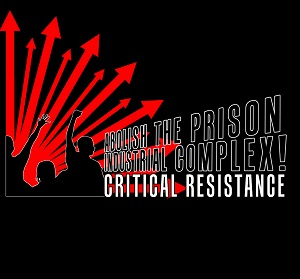 ABOLISH THE PRISON
INDUSTRIAL COMPLEX!
CRITICAL RESISTANCE